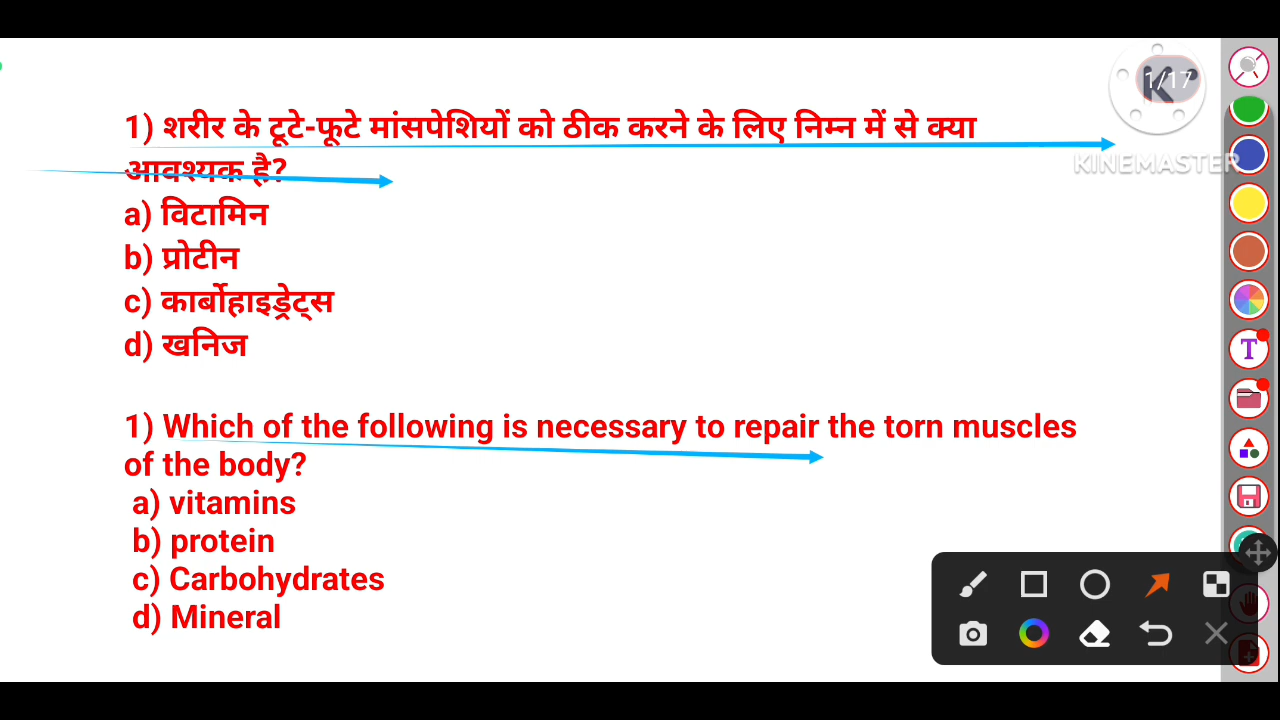 1) शरीर के टूटे-फूटे मांसपेशियों को ठीक करने के लिए निम्न में से क्या
आवश्यक है?
a) विटामिन
b) प्रोटीन
c) कार्बोहाइड्रेट्स
d) खनिज
1) Which of the following is necessary to repair the torn muscles
of the body?
a) vitamins
b) protein
c) Carbohydrates
d) Mineral
K
1/17
KINEMASTER
T